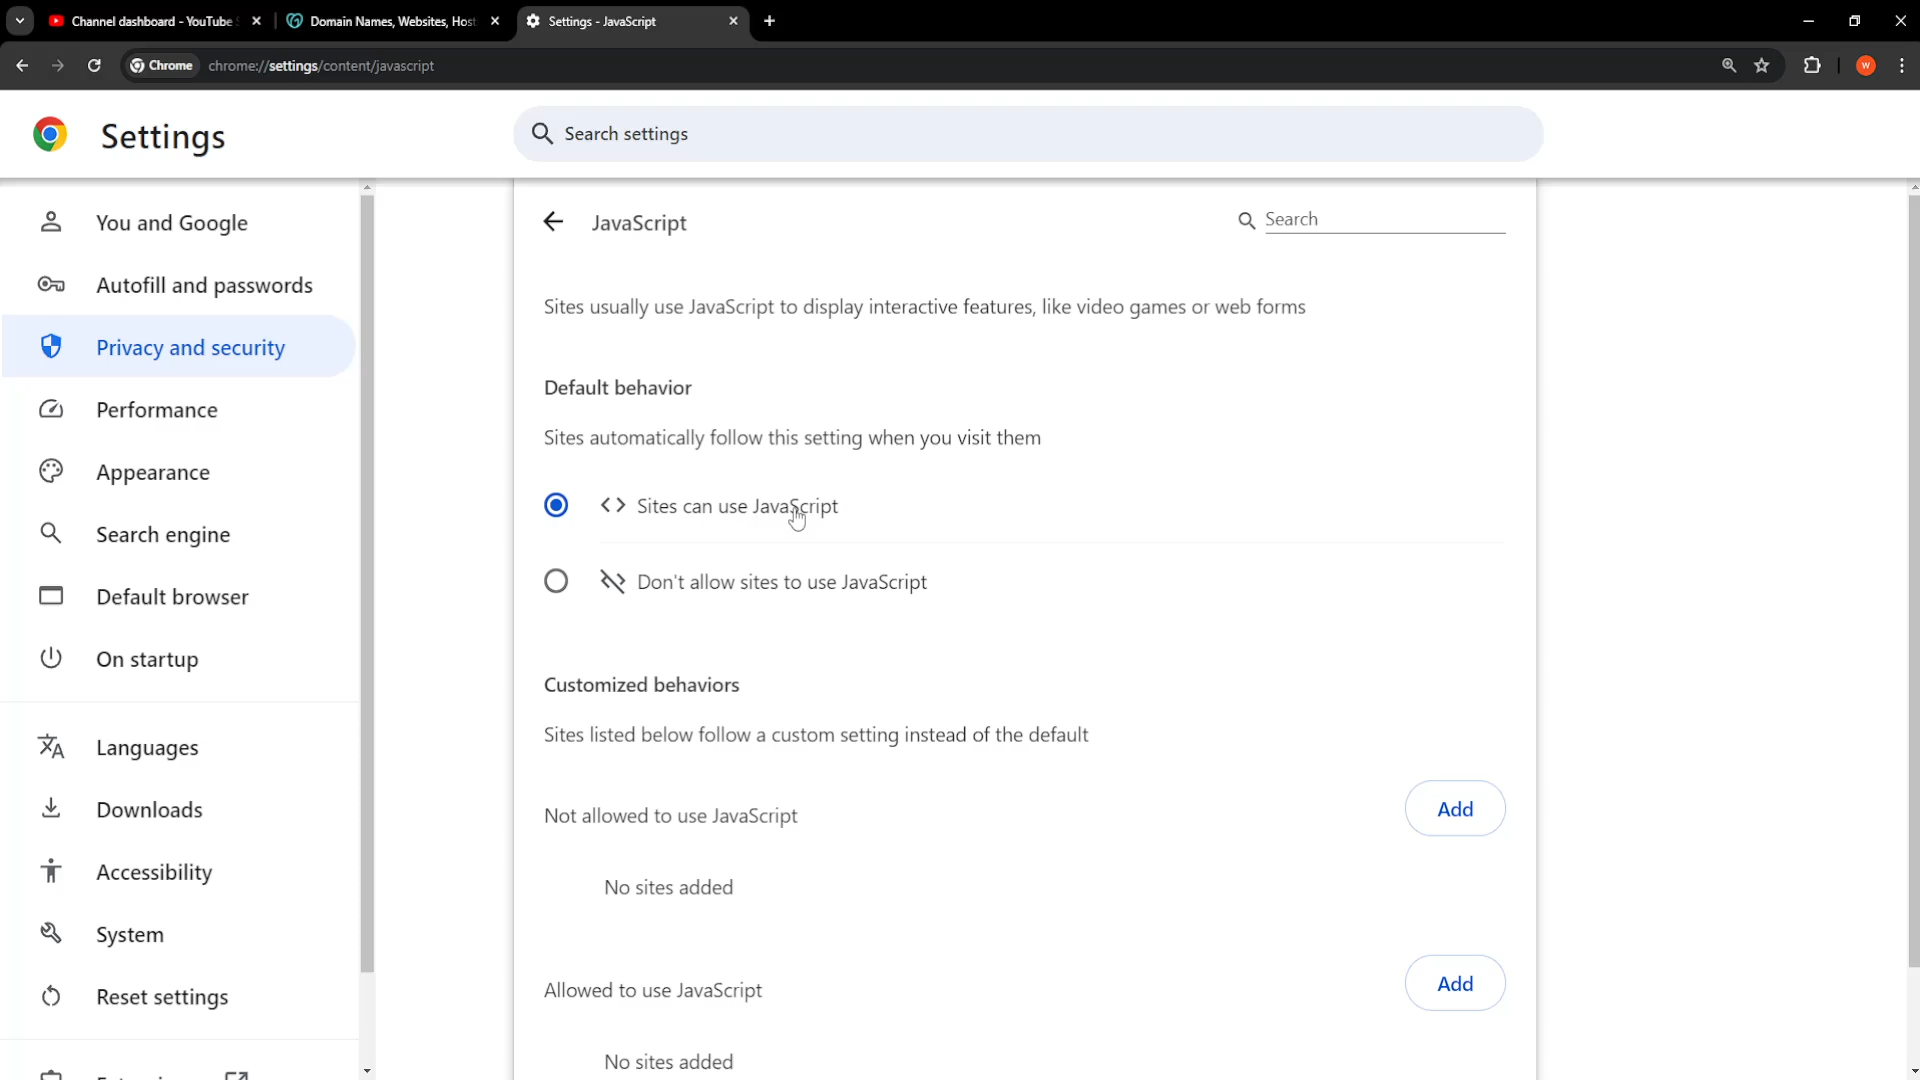 Channel dashboard - YouTube
Domain Names, Websites, Host
Settings - JavaScript
Chrome
chrome://settings/content/javascript
W
Settings
Search settings
You and Google
Autofill and passwords
Privacy and security
Performance
Appearance
Search engine
Default browser
On startup
Languages
Downloads
Accessibility
System
Reset settings
JavaScript
Search
Sites usually use JavaScript to display interactive features, like video games or web forms
Default behavior
Sites automatically follow this setting when you visit them
Sites can use JavaScript
Don't allow sites to use JavaScript
Customized behaviors
Sites listed below follow a custom setting instead of the default
Not allowed to use JavaScript
Add
No sites added
Allowed to use JavaScript
Add
No sites added